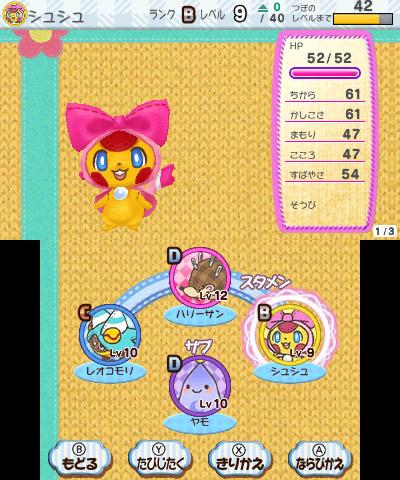 シュシュ ランク B レベル 9 ▲ 0 / 40 つぎのレベルまで 42
HP
52/52
ちから 61
かしこさ 61
まもり 47
こころ 47
すばやさ 54
そうび
1/3
スタメン
D Lv12
ハリーサン
C Lv10
レオコモリ
B Lv9
シュシュ
サブ
D Lv10
ヤモ
B もどる
Y たびじたく
X きりかえ
A ならびかえ